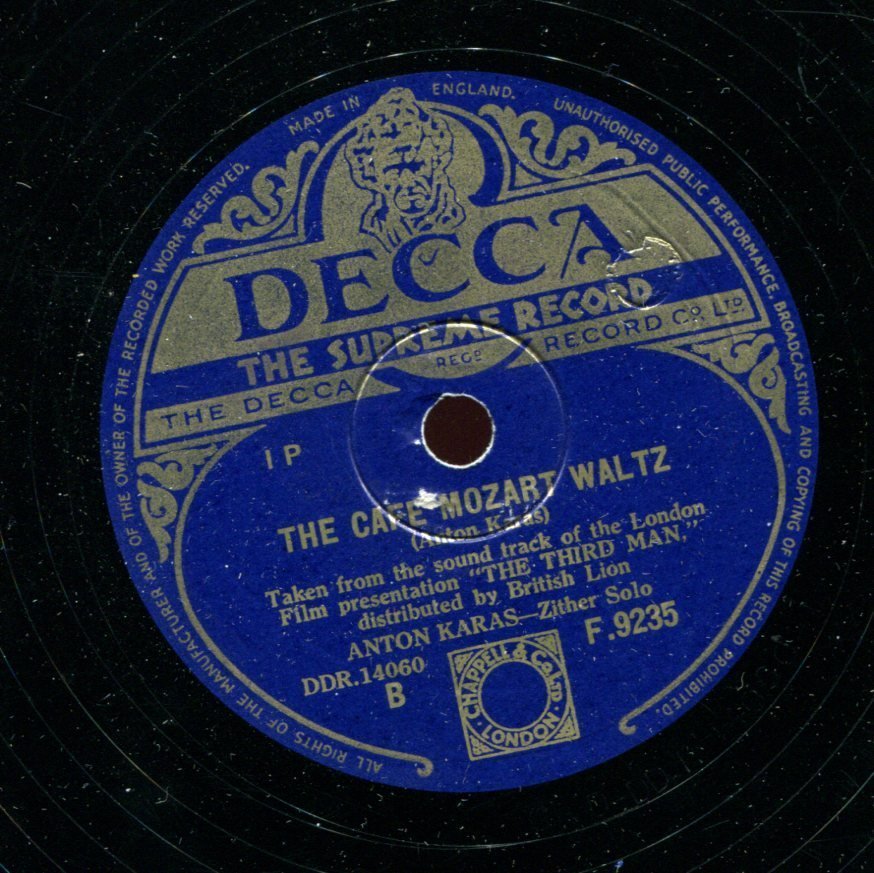 MADE IN ENGLAND.
UNAUTHORISED PUBLIC PERFORMANCE, BROADCASTING AND COPYING OF THIS RECORD PROHIBITED.
ALL RIGHTS OF THE MANUFACTURER AND OF THE OWNER OF THE RECORDED WORK RESERVED.
DECCA
THE SUPREME RECORD
THE DECCA REGD RECORD CO. LTD.
IP
THE CAFE MOZART WALTZ
(Anton Karas)
Taken from the sound track of the London
Film presentation "THE THIRD MAN,"
distributed by British Lion
ANTON KARAS—Zither Solo
DDR.14060 F.9235
B
CHAPPELL & CO. LTD
· LONDON ·